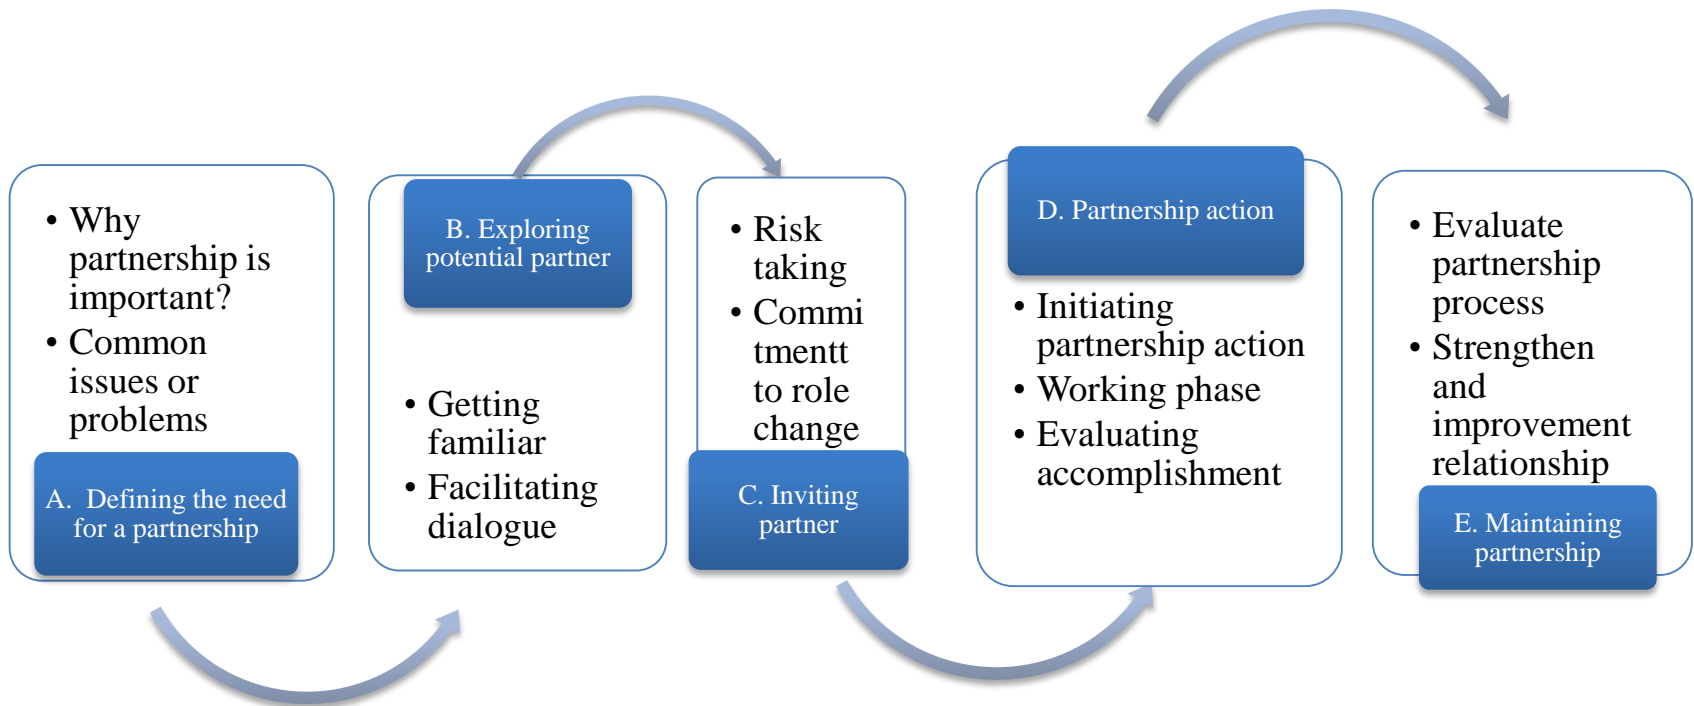 • Why
partnership is
important?
• Common
issues or
problems
A.  Defining the need
for a partnership
B. Exploring
potential partner
• Getting
familiar
• Facilitating
dialogue
• Risk
taking
• Commi
tmentt
to role
change
C. Inviting
partner
D. Partnership action
• Initiating
partnership action
• Working phase
• Evaluating
accomplishment
• Evaluate
partnership
process
• Strengthen
and
improvement
relationship
E. Maintaining
partnership